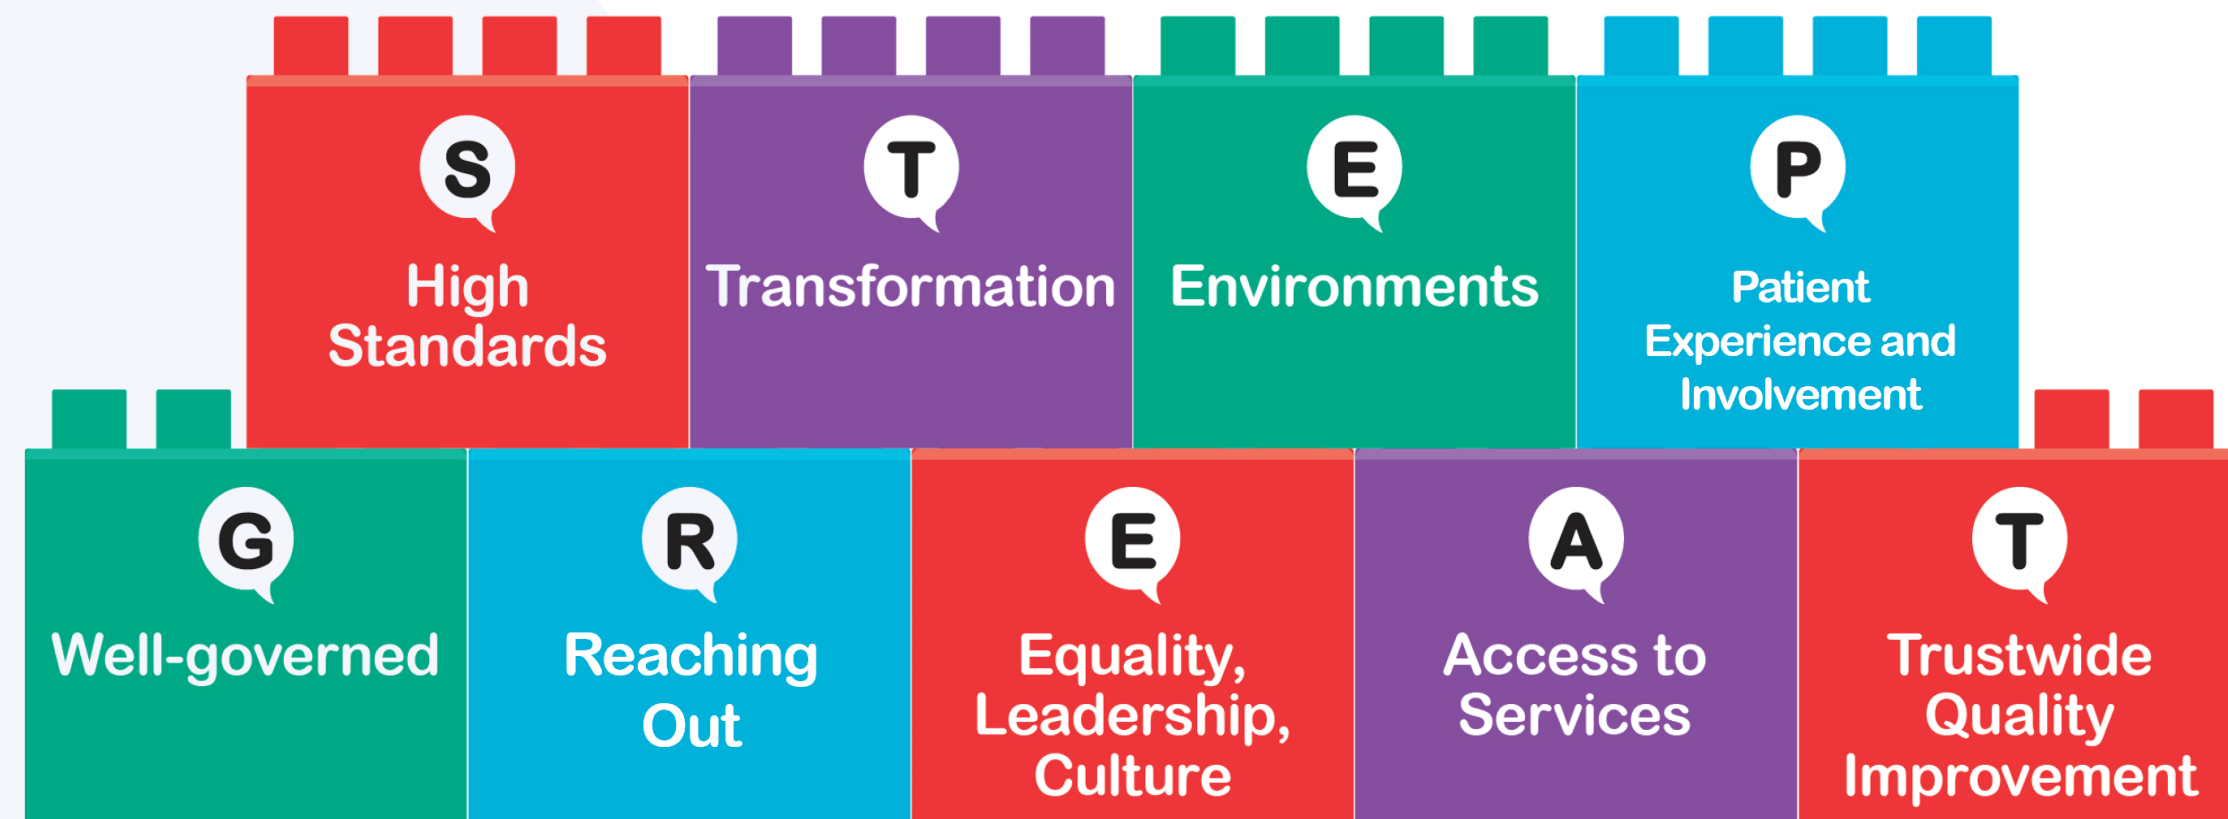 S
High
Standards
T
Transformation
E
Environments
P
Patient
Experience and
Involvement
G
Well-governed
R
Reaching
Out
E
Equality,
Leadership,
Culture
A
Access to
Services
T
Trustwide
Quality
Improvement